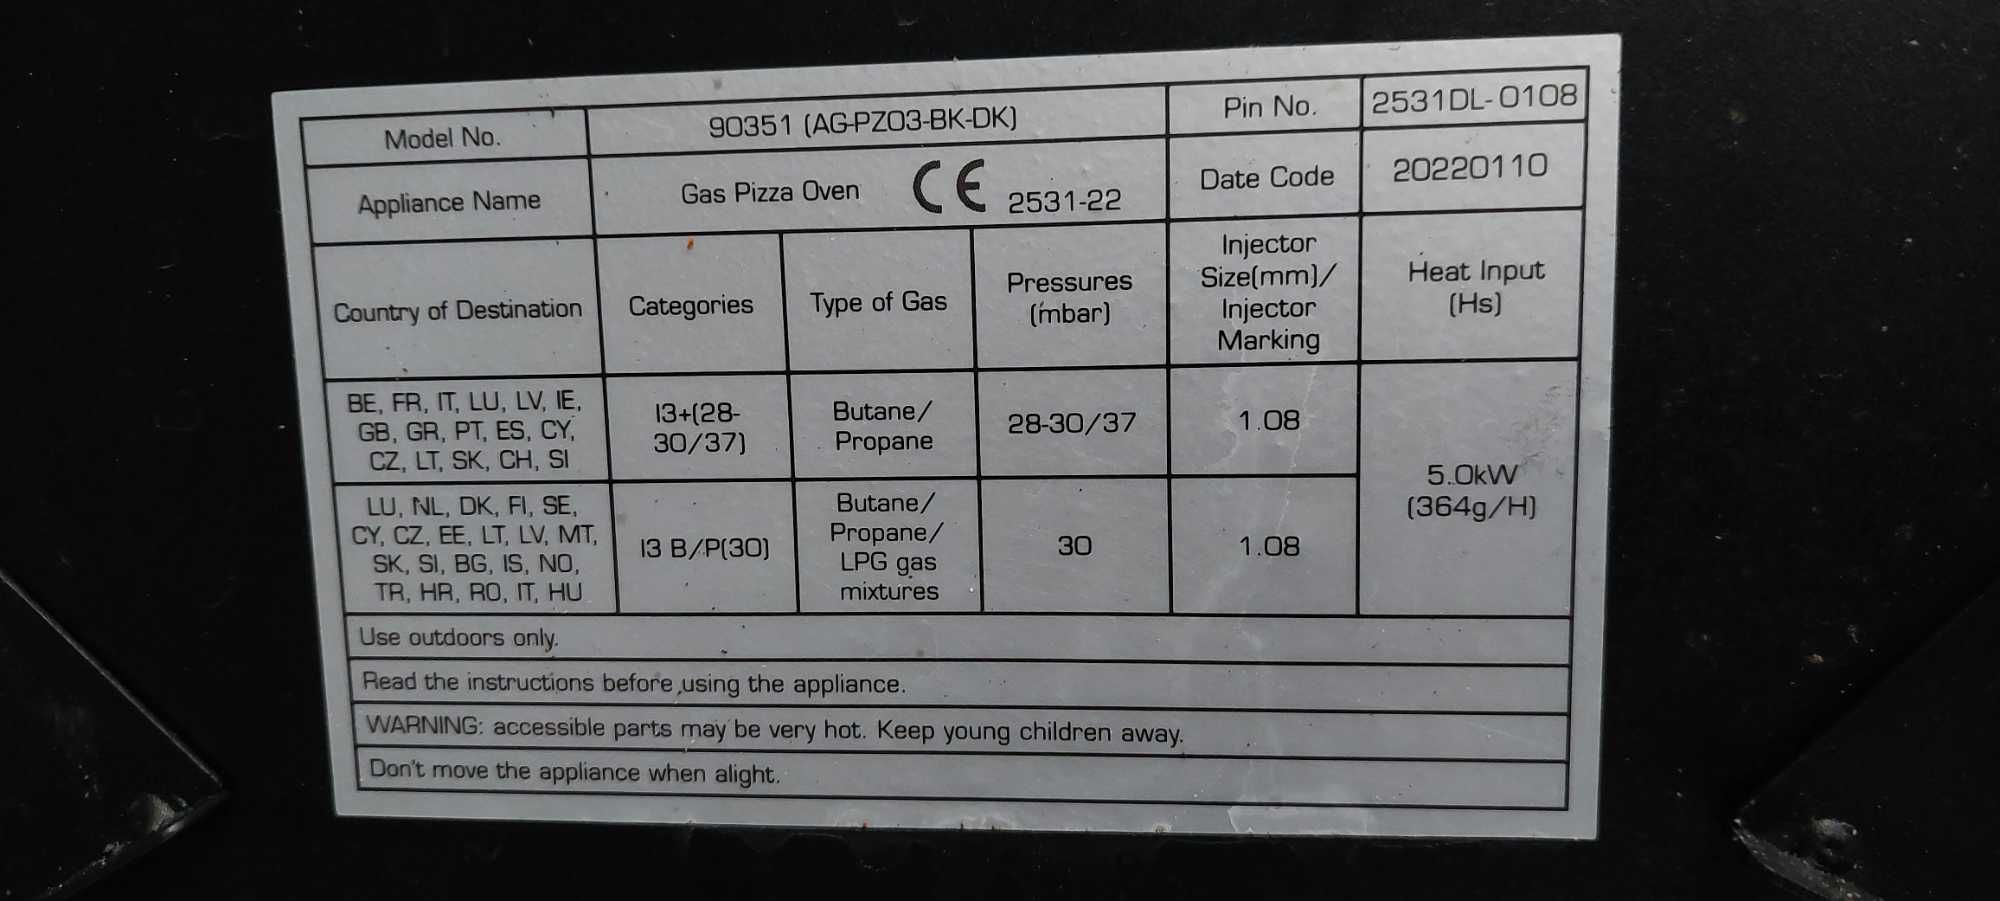 Model No. 90351 (AG-PZ03-BK-DK) Pin No. 2531DL-0108
Appliance Name Gas Pizza Oven CE 2531-22 Date Code 20220110
Country of Destination
Categories
Type of Gas
Pressures
(mbar)
Injector
Size(mm)/
Injector
Marking
Heat Input
(Hs)
BE, FR, IT, LU, LV, IE,
GB, GR, PT, ES, CY,
CZ, LT, SK, CH, SI
I3+(28-
30/37)
Butane/
Propane
28-30/37
1.08
5.0kW
(364g/H)
LU, NL, DK, FI, SE,
CY, CZ, EE, LT, LV, MT,
SK, SI, BG, IS, NO,
TR, HR, RO, IT, HU
I3 B/P(30)
Butane/
Propane/
LPG gas
mixtures
30
1.08
Use outdoors only.
Read the instructions before using the appliance.
WARNING: accessible parts may be very hot. Keep young children away.
Don't move the appliance when alight.